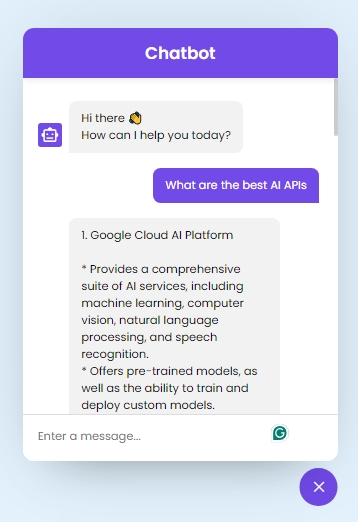 Chatbot
Hi there 👋
How can I help you today?
What are the best AI APIs
1. Google Cloud AI Platform
* Provides a comprehensive
suite of AI services, including
machine learning, computer
vision, natural language
processing, and speech
recognition.
* Offers pre-trained models, as
well as the ability to train and
deploy custom models.
Enter a message...